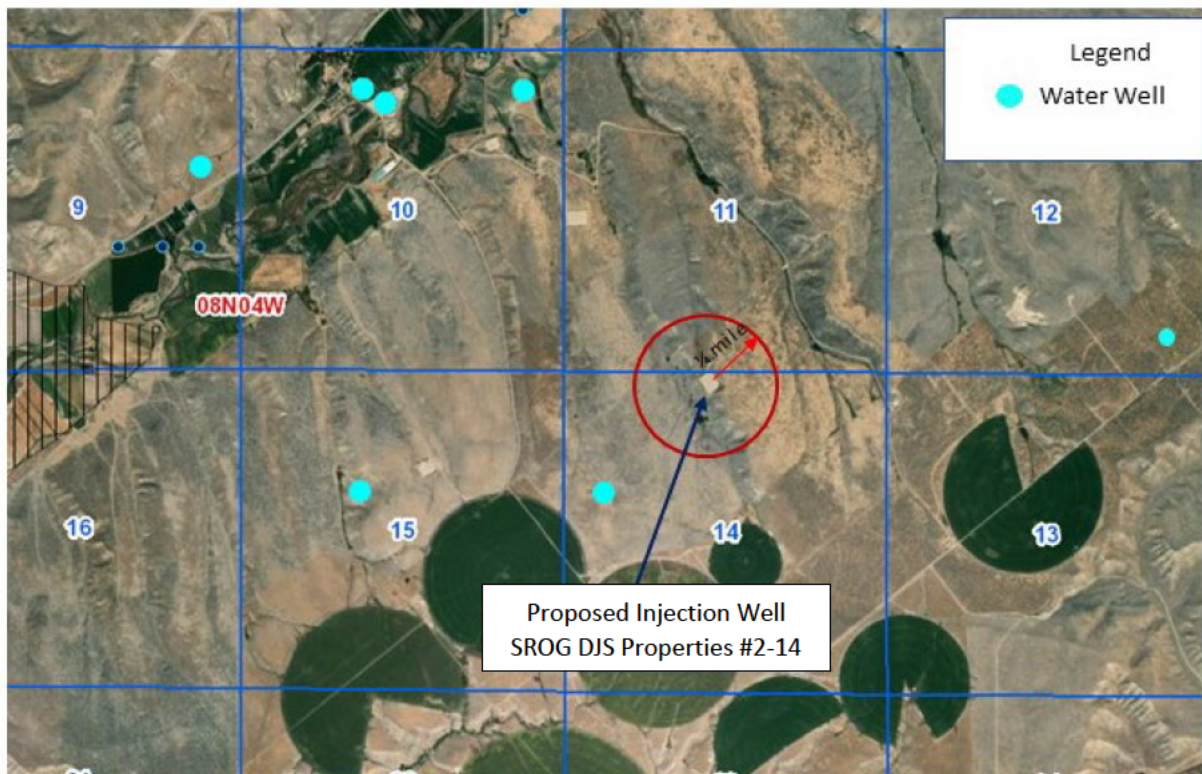 Legend
Water Well
9
10
11
12
08N04W
¼ mile
16
15
14
13
Proposed Injection Well
SROG DJS Properties #2-14